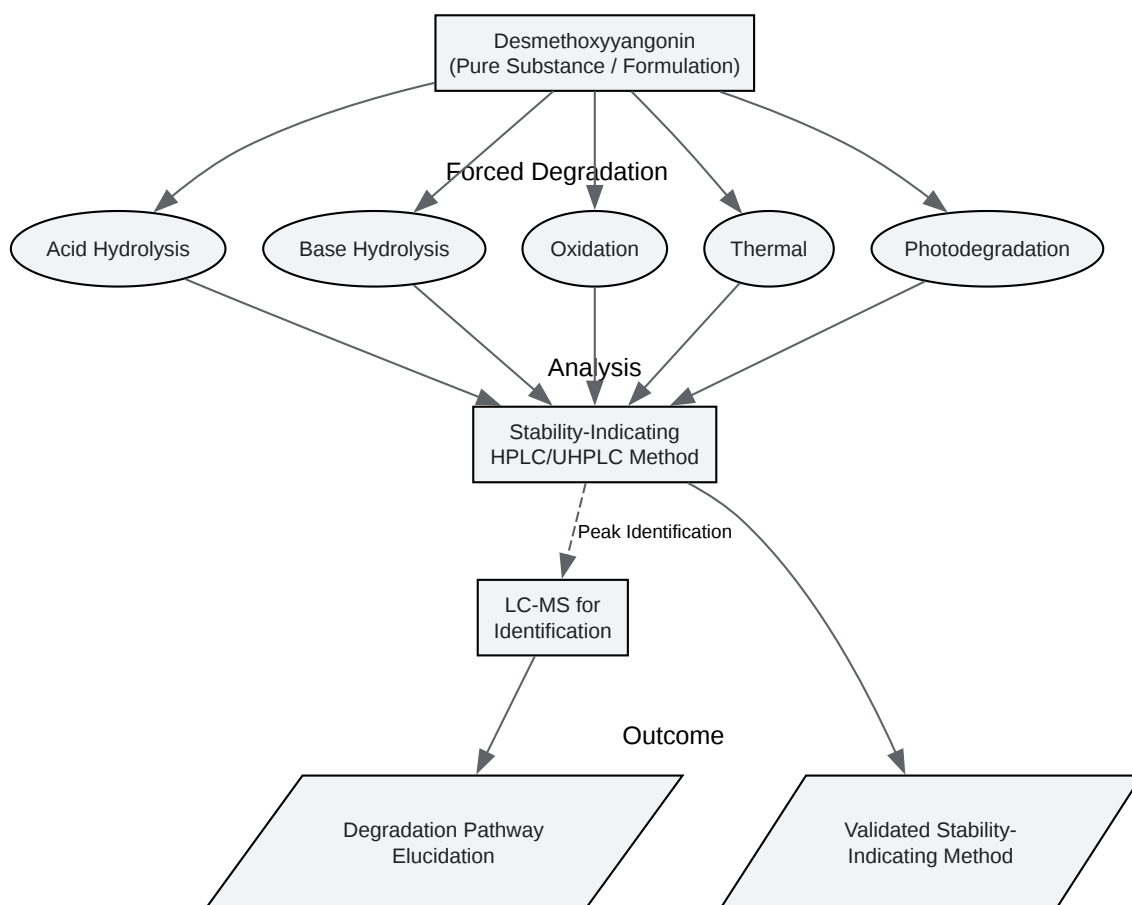 Desmethoxyyangonin
(Pure Substance / Formulation)
Forced Degradation
Acid Hydrolysis
Base Hydrolysis
Oxidation
Thermal
Photodegradation
Analysis
Stability-Indicating
HPLC/UHPLC Method
Peak Identification
LC-MS for
Identification
Outcome
Degradation Pathway
Elucidation
Validated Stability-
Indicating Method